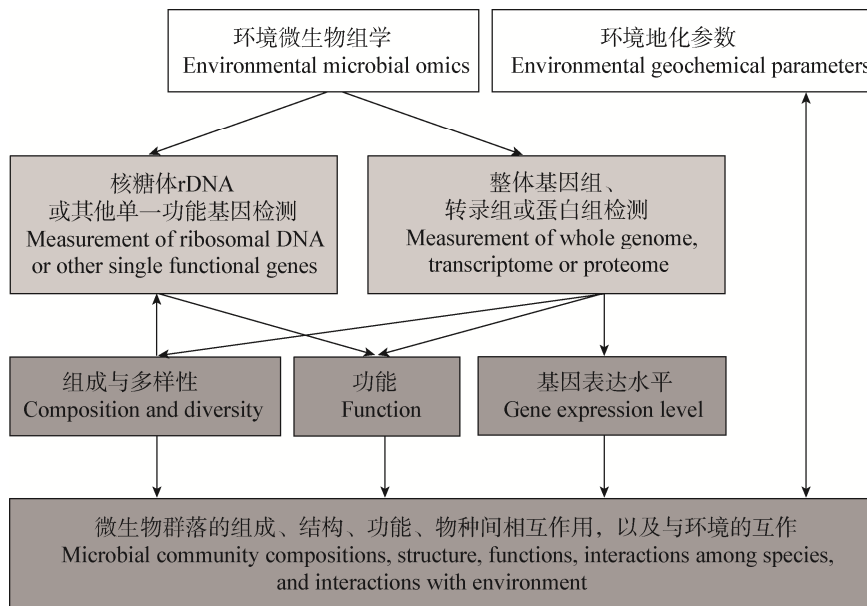 环境微生物组学
Environmental microbial omics
环境地化参数
Environmental geochemical parameters
核糖体rDNA
或其他单一功能基因检测
Measurement of ribosomal DNA
or other single functional genes
整体基因组、
转录组或蛋白组检测
Measurement of whole genome,
transcriptome or proteome
组成与多样性
Composition and diversity
功能
Function
基因表达水平
Gene expression level
微生物群落的组成、结构、功能、物种间相互作用，以及与环境的互作
Microbial community compositions, structure, functions, interactions among species,
and interactions with environment